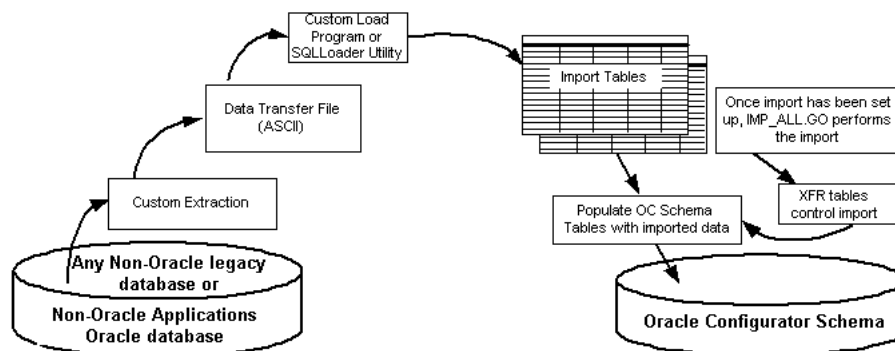 Custom Load
Program or
SQLLoader Utility
Import Tables
Data Transfer File
(ASCII)
Once import has been set
up, IMP_ALL.GO performs
the import
Custom Extraction
XFR tables
control import
Populate OC Schema
Tables with imported data
Any Non-Oracle legacy
database or
Non-Oracle Applications
Oracle database
Oracle Configurator Schema